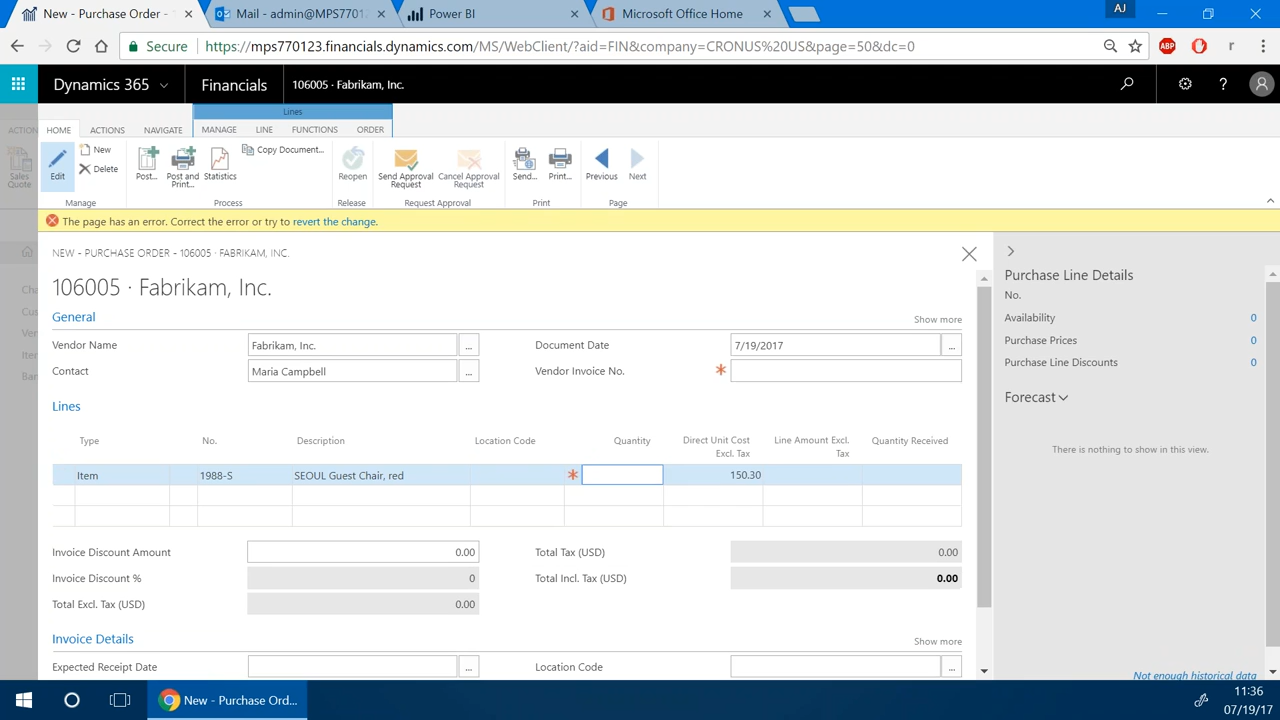 New - Purchase Order -
Mail - admin@MPS7701
Power BI
Microsoft Office Home
AJ
Secure
https://mps770123.financials.dynamics.com/MS/WebClient/?aid=FIN&company=CRONUS%20US&page=50&dc=0
ABP
r
Dynamics 365
Financials
106005 · Fabrikam, Inc.
?
Lines
ACTION
HOME
ACTIONS
NAVIGATE
MANAGE
LINE
FUNCTIONS
ORDER
Sales
Quote
Edit
New
Delete
Post...
Post and
Print...
Statistics
Copy Document...
Reopen
Send Approval
Request
Cancel Approval
Request
Send...
Print...
Previous
Next
Manage
Process
Release
Request Approval
Print
Page
The page has an error. Correct the error or try to revert the change.
NEW - PURCHASE ORDER - 106005 · FABRIKAM, INC.
106005 · Fabrikam, Inc.
General
Show more
Vendor Name
Fabrikam, Inc.
...
Document Date
7/19/2017
...
Contact
Maria Campbell
...
Vendor Invoice No.
Lines
Type
No.
Description
Location Code
Quantity
Direct Unit Cost
Excl. Tax
Line Amount Excl.
Tax
Quantity Received
Item
1988-S
SEOUL Guest Chair, red
150.30
Invoice Discount Amount
0.00
Total Tax (USD)
0.00
Invoice Discount %
0
Total Incl. Tax (USD)
0.00
Total Excl. Tax (USD)
0.00
Invoice Details
Show more
Expected Receipt Date
...
Location Code
...
Cha
Cus
Ven
Iter
Ban
Purchase Line Details
No.
Availability
0
Purchase Prices
0
Purchase Line Discounts
0
Forecast
There is nothing to show in this view.
Not enough historical data
New - Purchase Ord...
11:36
07/19/17